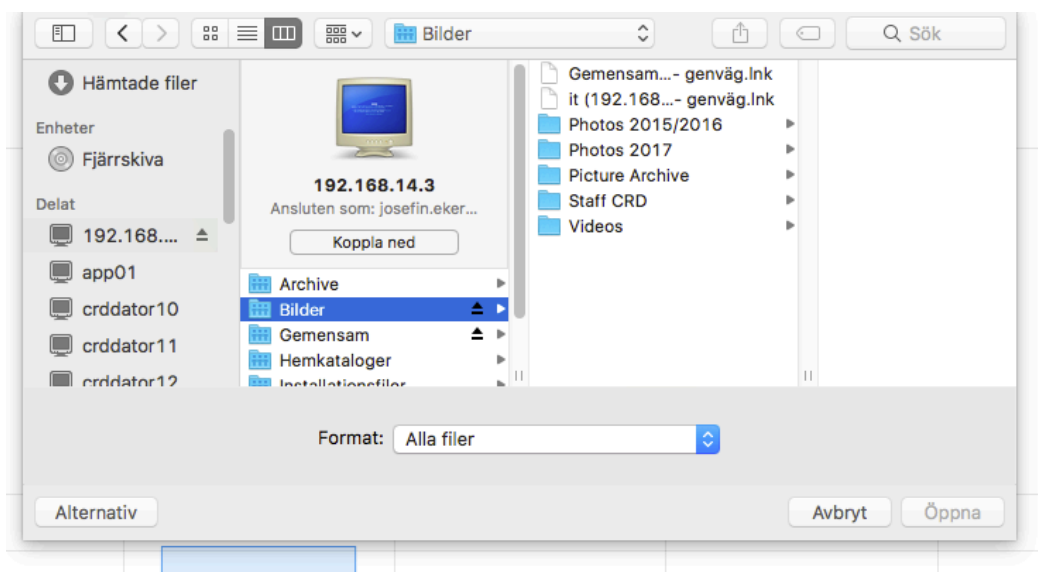 Bilder
Sök
Hämtade filer
Enheter
Fjärrskiva
Delat
192.168....
app01
crddator10
crddator11
crddator12
192.168.14.3
Ansluten som: josefin.eker...
Koppla ned
Archive
Bilder
Gemensam
Hemkataloger
Installationsfiler
Gemensam...- genväg.lnk
it (192.168...- genväg.lnk
Photos 2015/2016
Photos 2017
Picture Archive
Staff CRD
Videos
Format: Alla filer
Alternativ
Avbryt
Öppna